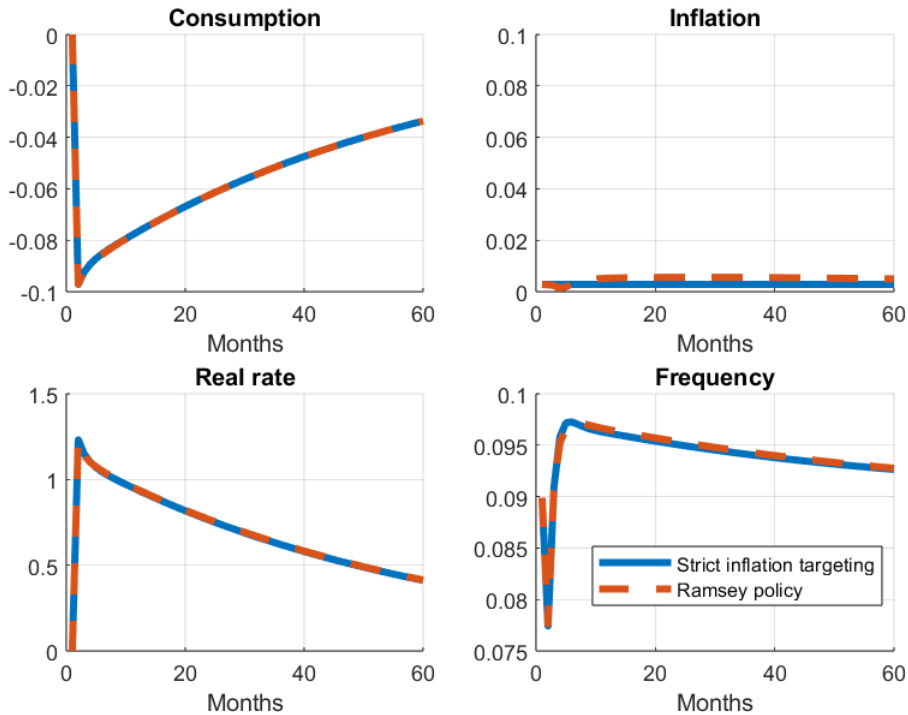 Consumption
0
-0.02
-0.04
-0.06
-0.08
-0.1
0 20 40 60
Months
Inflation
0.1
0.08
0.06
0.04
0.02
0
0 20 40 60
Months
Real rate
1.5
1
0.5
0
0 20 40 60
Months
Frequency
0.1
0.095
0.09
0.085
0.08
0.075
Strict inflation targeting
Ramsey policy
0 20 40 60
Months